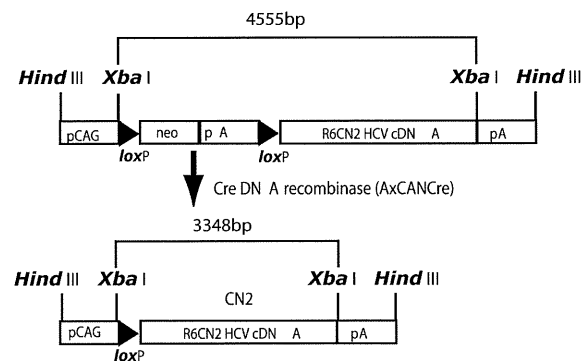 4555bp
Hind III Xba I Xba I Hind III
pCAG neo p A R6CN2 HCV cDN A pA
loxP loxP
Cre DN A recombinase (AxCANCre)
3348bp
Hind III Xba I Xba I Hind III
CN2
pCAG R6CN2 HCV cDN A pA
loxP